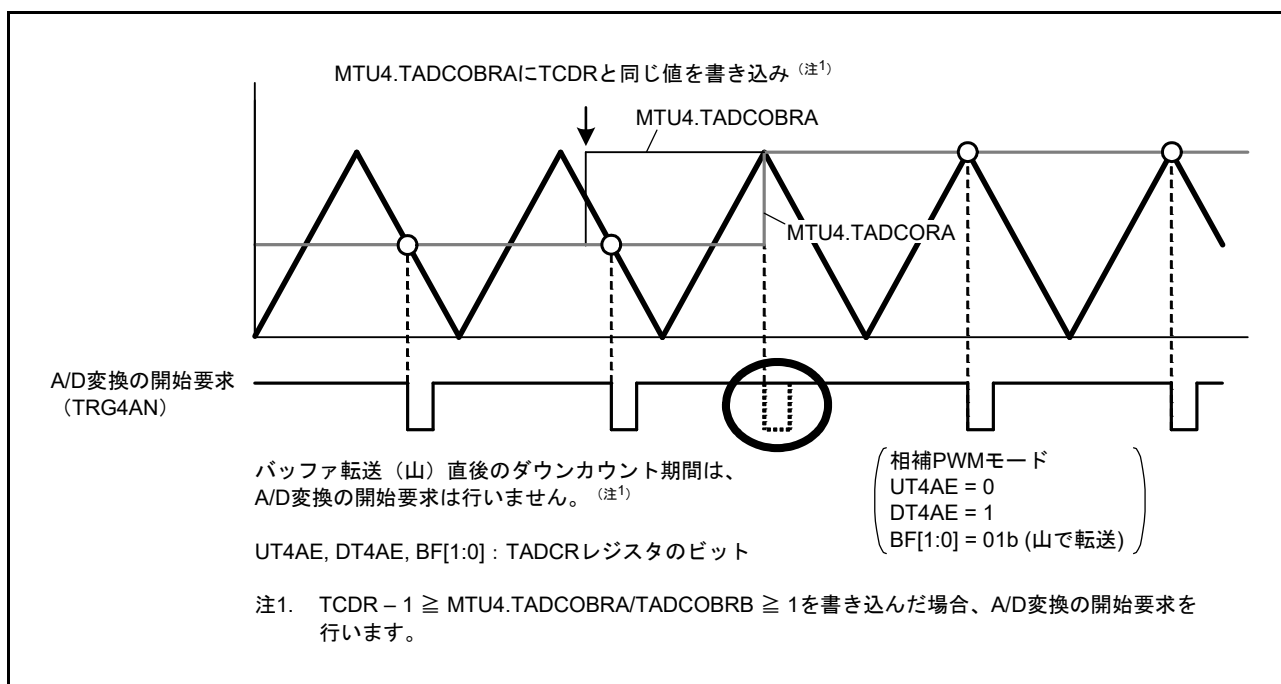 MTU4.TADCOBRAにTCDRと同じ値を書き込み（注1）
MTU4.TADCOBRA
MTU4.TADCORA
A/D変換の開始要求
（TRG4AN）
バッファ転送（山）直後のダウンカウント期間は、
A/D変換の開始要求は行いません。（注1）
相補PWMモード
UT4AE = 0
DT4AE = 1
BF[1:0] = 01b (山で転送)
UT4AE, DT4AE, BF[1:0]：TADCRレジスタのビット
注1. TCDR – 1 ≧ MTU4.TADCOBRA/TADCOBRB ≧ 1を書き込んだ場合、A/D変換の開始要求を
行います。